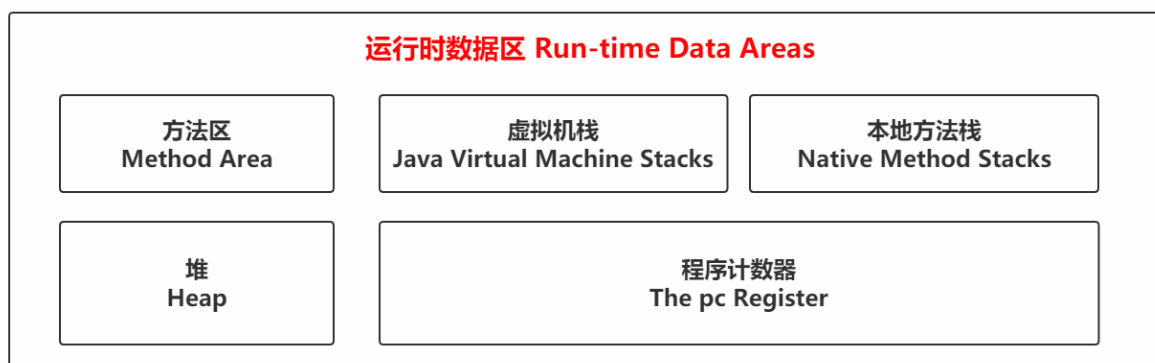 运行时数据区 Run-time Data Areas
方法区
Method Area
虚拟机栈
Java Virtual Machine Stacks
本地方法栈
Native Method Stacks
堆
Heap
程序计数器
The pc Register